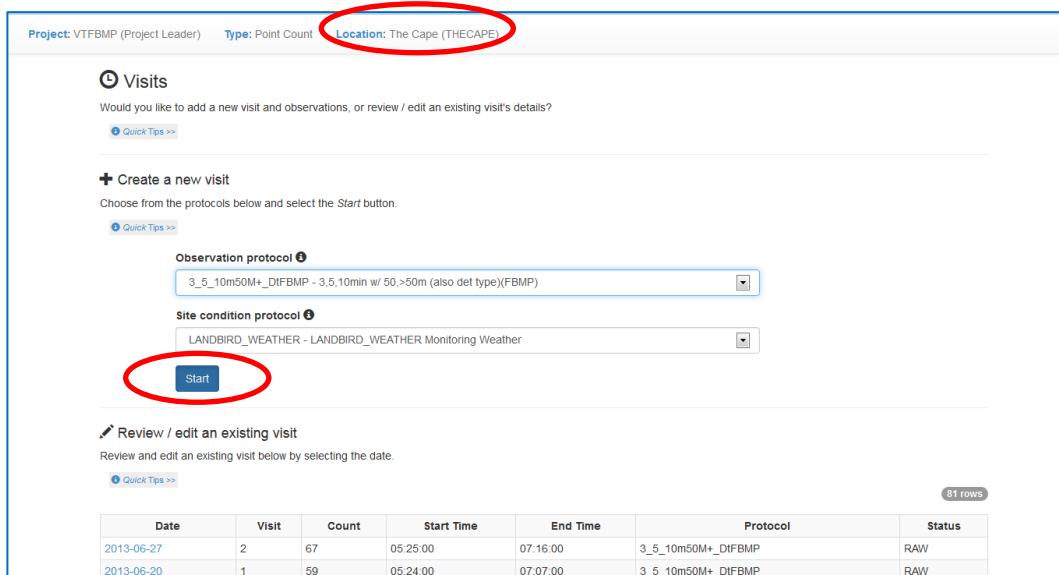 Project: VTFBMP (Project Leader) Type: Point Count Location: The Cape (THECAPE)
Visits
Would you like to add a new visit and observations, or review / edit an existing visit's details?
Quick Tips >>
Create a new visit
Choose from the protocols below and select the Start button.
Quick Tips >>
Observation protocol
3_5_10m50M+_DtFBMP - 3,5,10min w/ 50,>50m (also det type)(FBMP)
Site condition protocol
LANDBIRD_WEATHER - LANDBIRD_WEATHER Monitoring Weather
Start
Review / edit an existing visit
Review and edit an existing visit below by selecting the date.
Quick Tips >>
81 rows
Date Visit Count Start Time End Time Protocol Status
2013-06-27 2 67 05:25:00 07:16:00 3_5_10m50M+_DtFBMP RAW
2013-06-20 1 59 05:24:00 07:07:00 3_5_10m50M+_DtFBMP RAW